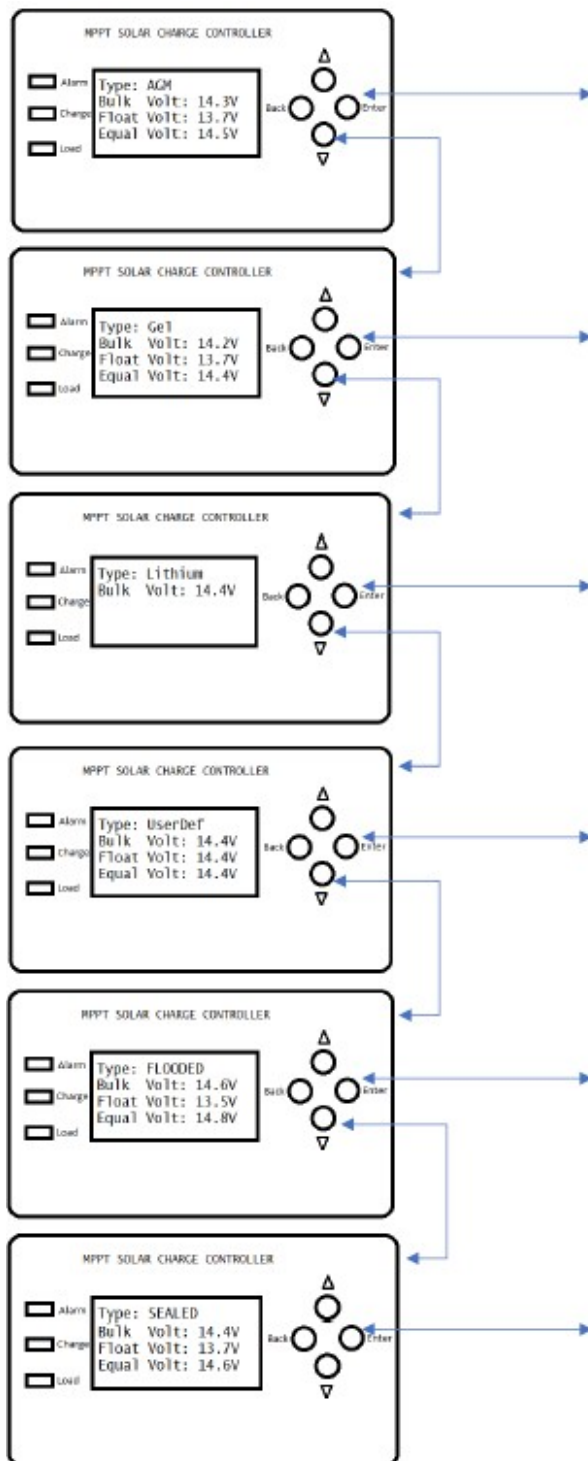 MPPT SOLAR CHARGE CONTROLLER
Alarm
Charge
Load
Type: AGM
Bulk Volt: 14.3V
Float Volt: 13.7V
Equal Volt: 14.5V
Back
Enter
MPPT SOLAR CHARGE CONTROLLER
Alarm
Charge
Load
Type: Gel
Bulk Volt: 14.2V
Float Volt: 13.7V
Equal Volt: 14.4V
Back
Enter
MPPT SOLAR CHARGE CONTROLLER
Alarm
Charge
Load
Type: Lithium
Bulk Volt: 14.4V
Back
Enter
MPPT SOLAR CHARGE CONTROLLER
Alarm
Charge
Load
Type: UserDef
Bulk Volt: 14.4V
Float Volt: 14.4V
Equal Volt: 14.4V
Back
Enter
MPPT SOLAR CHARGE CONTROLLER
Alarm
Charge
Load
Type: FLOODED
Bulk Volt: 14.6V
Float Volt: 13.5V
Equal Volt: 14.8V
Back
Enter
MPPT SOLAR CHARGE CONTROLLER
Alarm
Charge
Load
Type: SEALED
Bulk Volt: 14.4V
Float Volt: 13.7V
Equal Volt: 14.6V
Back
Enter